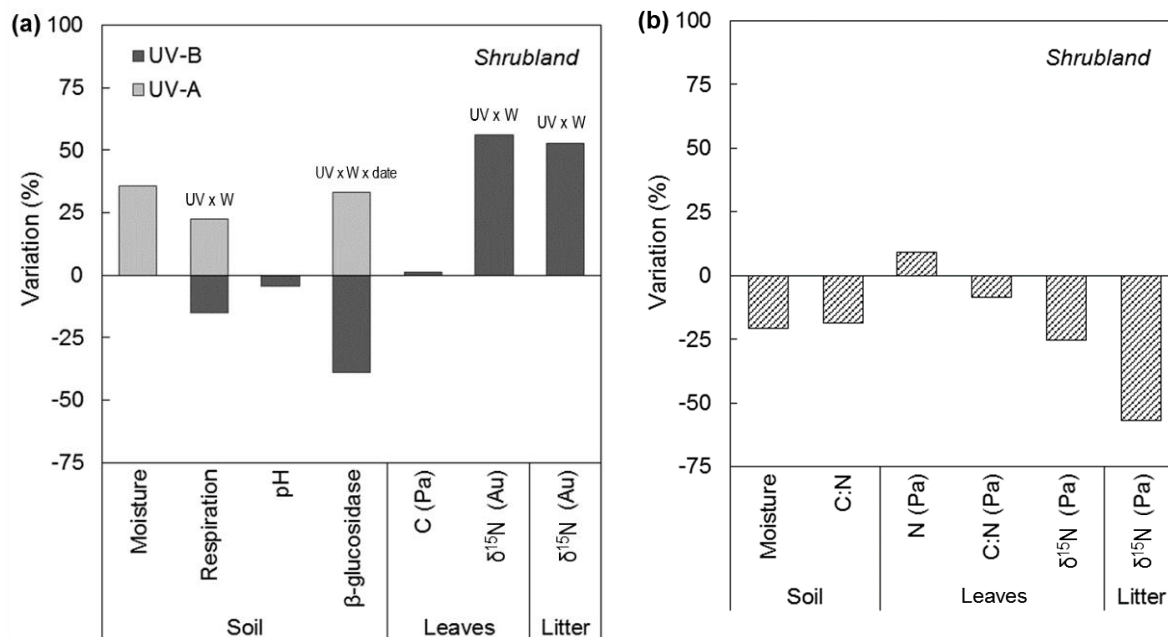 (a)
100
75
50
25
0
-25
-50
-75
Variation (%)
UV-B
UV-A
Shrubland
UV x W
UV x W x date
UV x W
UV x W
Moisture
Respiration
pH
β-glucosidase
C (Pa)
δ¹⁵N (Au)
δ¹⁵N (Au)
Soil
Leaves
Litter
(b)
100
75
50
25
0
-25
-50
-75
Variation (%)
Shrubland
Moisture
C:N
N (Pa)
C:N (Pa)
δ¹⁵N (Pa)
δ¹⁵N (Pa)
Soil
Leaves
Litter